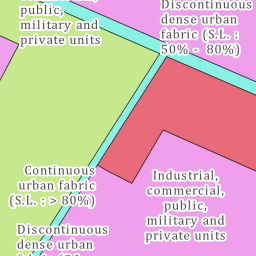 public,
military and
private units
Discontinuous
dense urban
fabric (S.L. :
50% - 80%)
Continuous
urban fabric
(S.L. : > 80%)
Industrial,
commercial,
public,
military and
private units
Discontinuous
dense urban